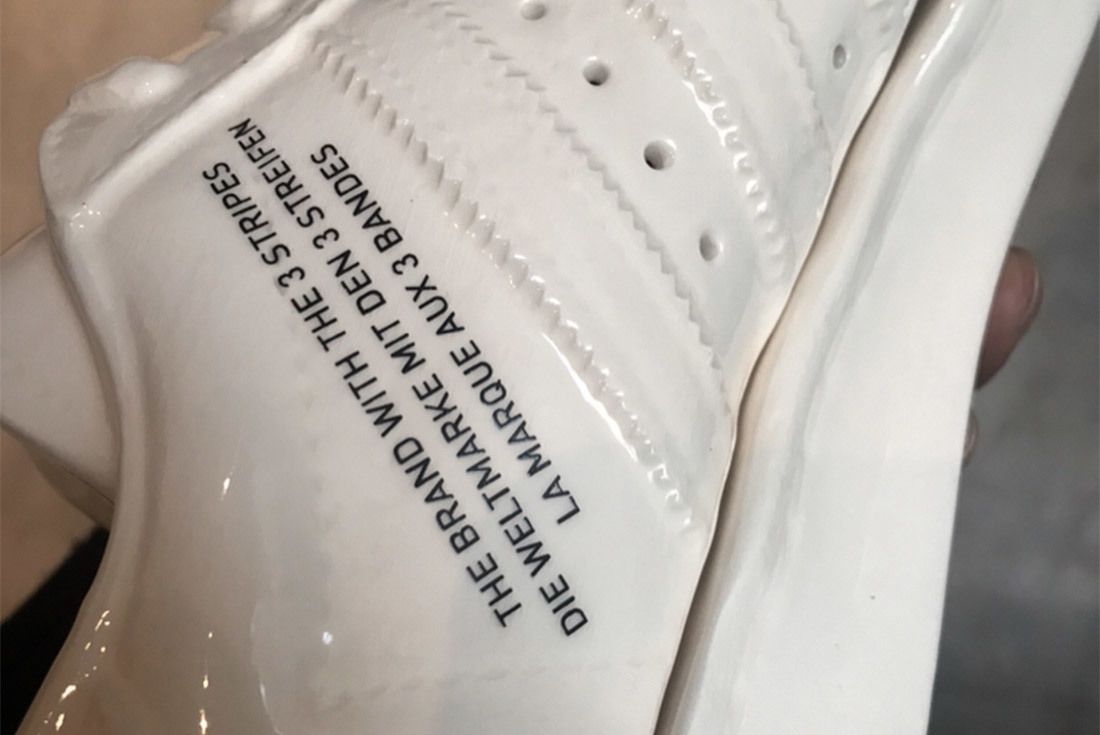 THE BRAND WITH THE 3 STRIPES
DIE WELTMARKE MIT DEN 3 STREIFEN
LA MARQUE AUX 3 BANDES